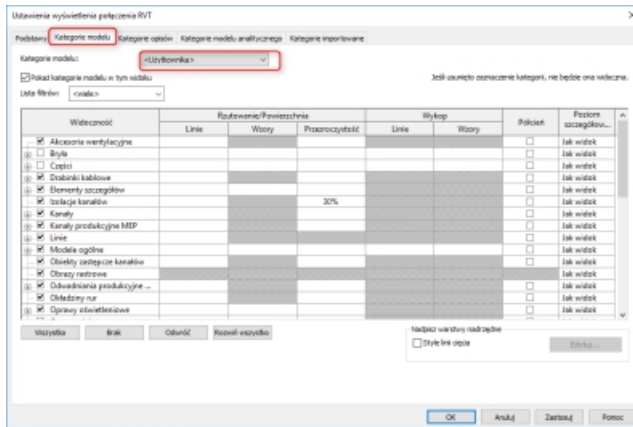 Ustawienia wyświetlenia połączenia RVT
Podstawy Kategorie modelu Kategorie opisów Kategorie modelu analitycznego Kategorie importowane
Kategorie modelu: <Użytkownika>
Pokaż kategorie modelu w tym widoku Jeśli usunięto zaznaczenie kategorii, nie będzie ona widoczna.
Lista filtrów: <wiele>
Widoczność Rzutowanie/Powierzchnia Wykop Półcień Poziom szczegółow...
Linie Wzory Przezroczystość Linie Wzory
Akcesoria wentylacyjne Jak widok
Bryła Jak widok
Części Jak widok
Drabinki kablowe Jak widok
Elementy szczegółów Jak widok
Izolacje kanałów 30% Jak widok
Kanały Jak widok
Kanały produkcyjne MEP Jak widok
Linie Jak widok
Modele ogólne Jak widok
Obiekty zastępcze kanałów Jak widok
Obrazy rastrowe Jak widok
Odwadniania produkcyjne ... Jak widok
Okładziny rur Jak widok
Oprawy oświetleniowe Jak widok
Wszystko Brak Odwróć Rozwiń wszystko
Nadpisz warstwy nadrzędne
Style linii cięcia Edytuj...
OK Anuluj Zastosuj Pomoc